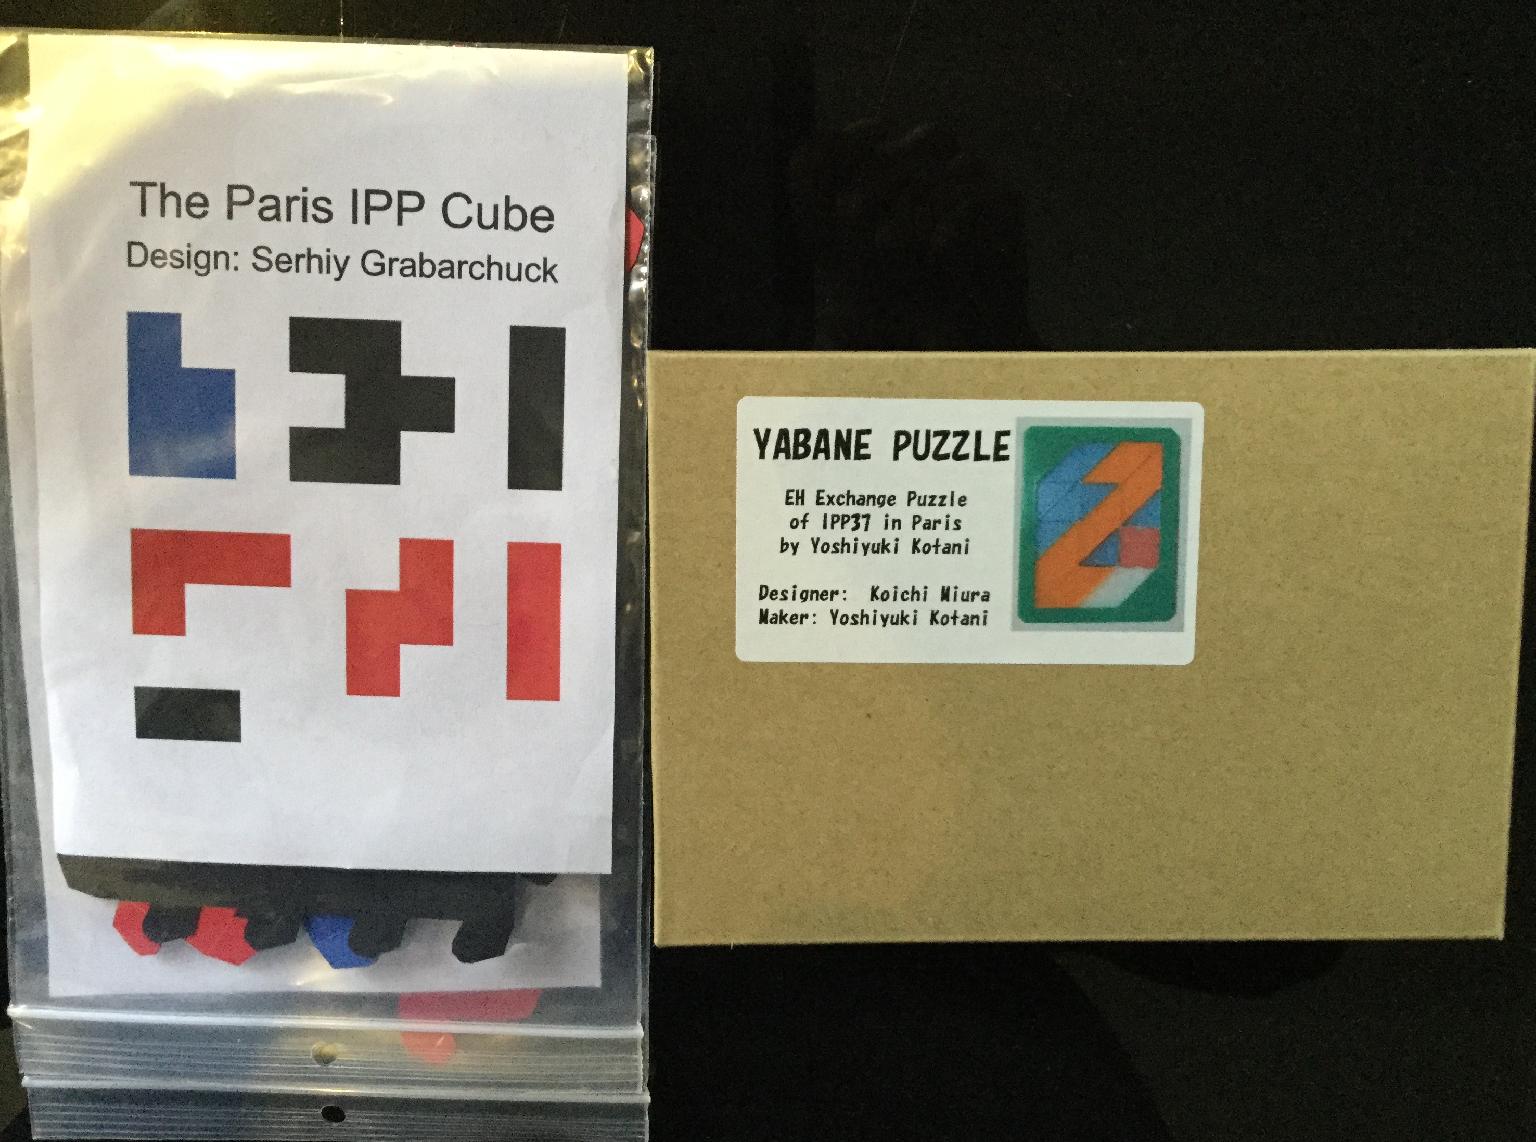 The Paris IPP Cube
Design: Serhiy Grabarchuck
YABANE PUZZLE
EH Exchange Puzzle
of IPP37 in Paris
by Yoshiyuki Kotani
Designer: Koichi Miura
Maker: Yoshiyuki Kotani